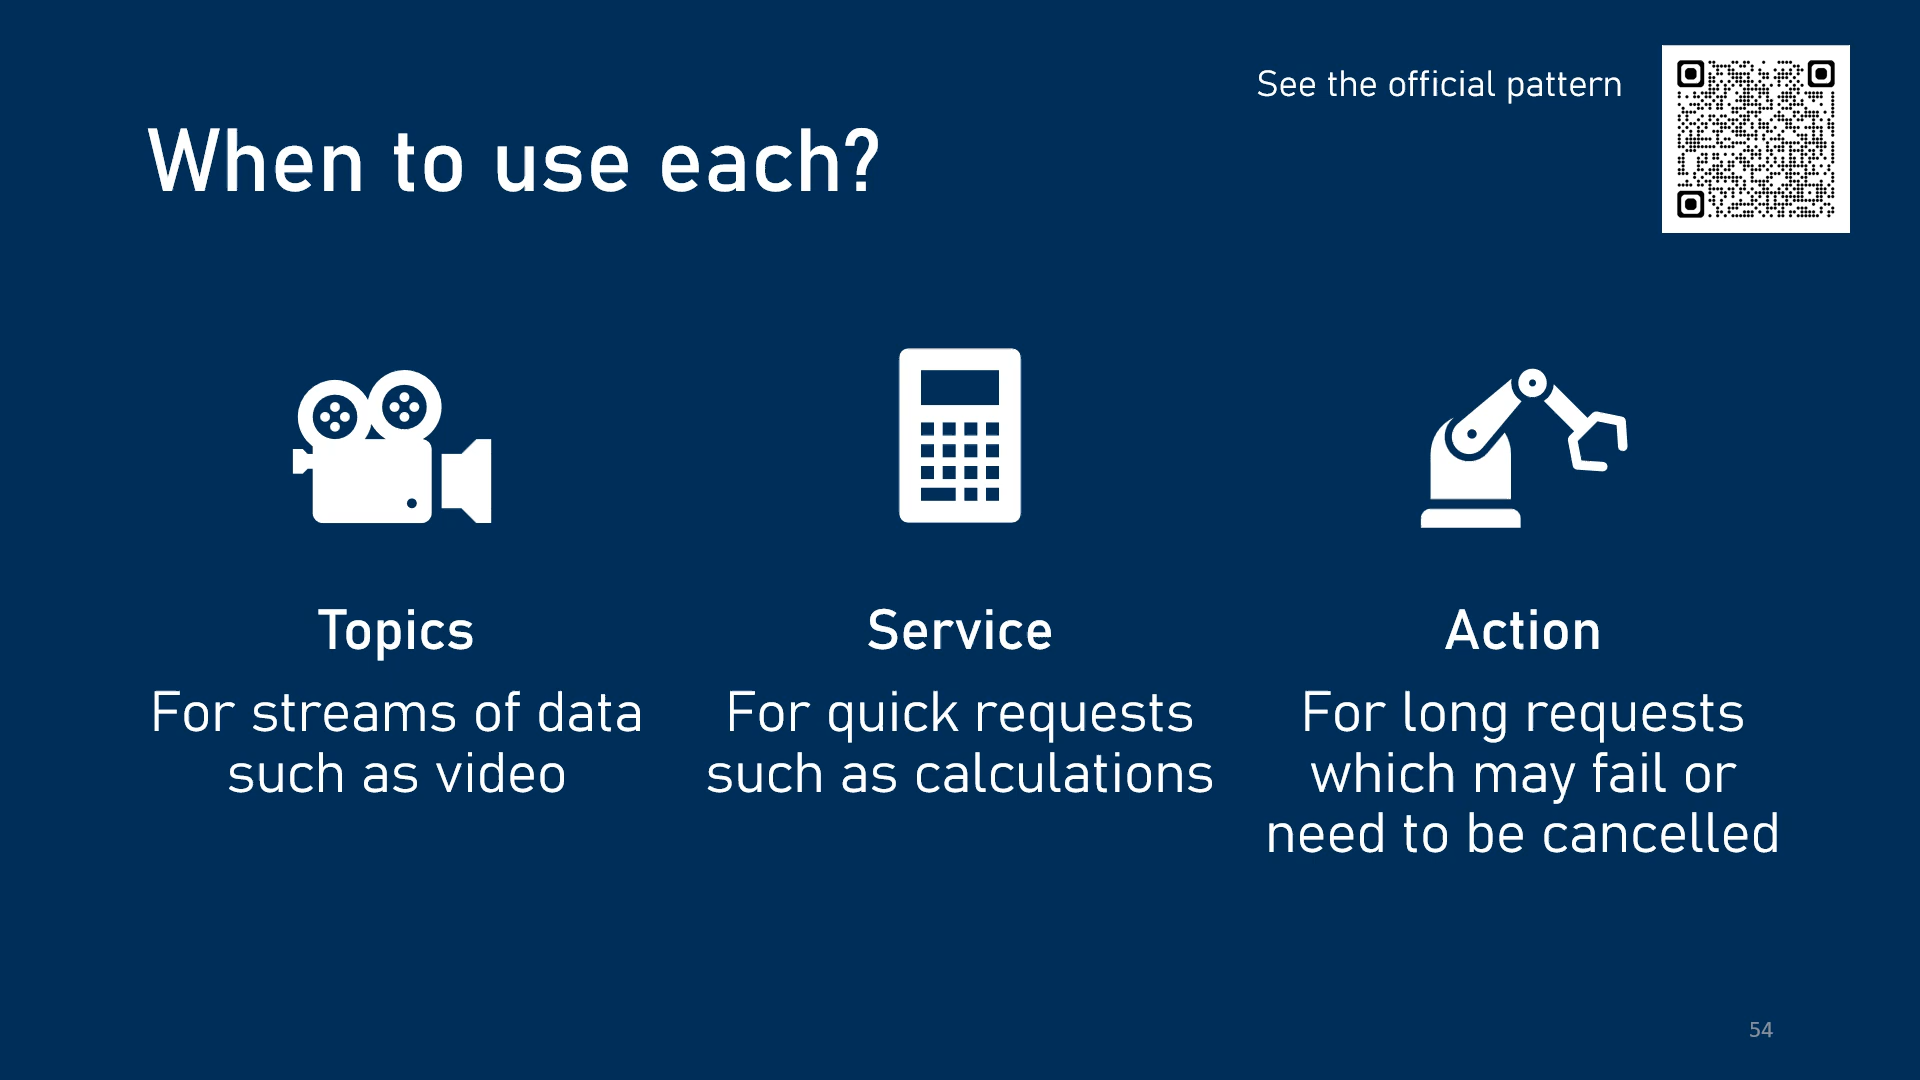 See the official pattern
When to use each?
Topics
For streams of data
such as video
Service
For quick requests
such as calculations
Action
For long requests
which may fail or
need to be cancelled
54